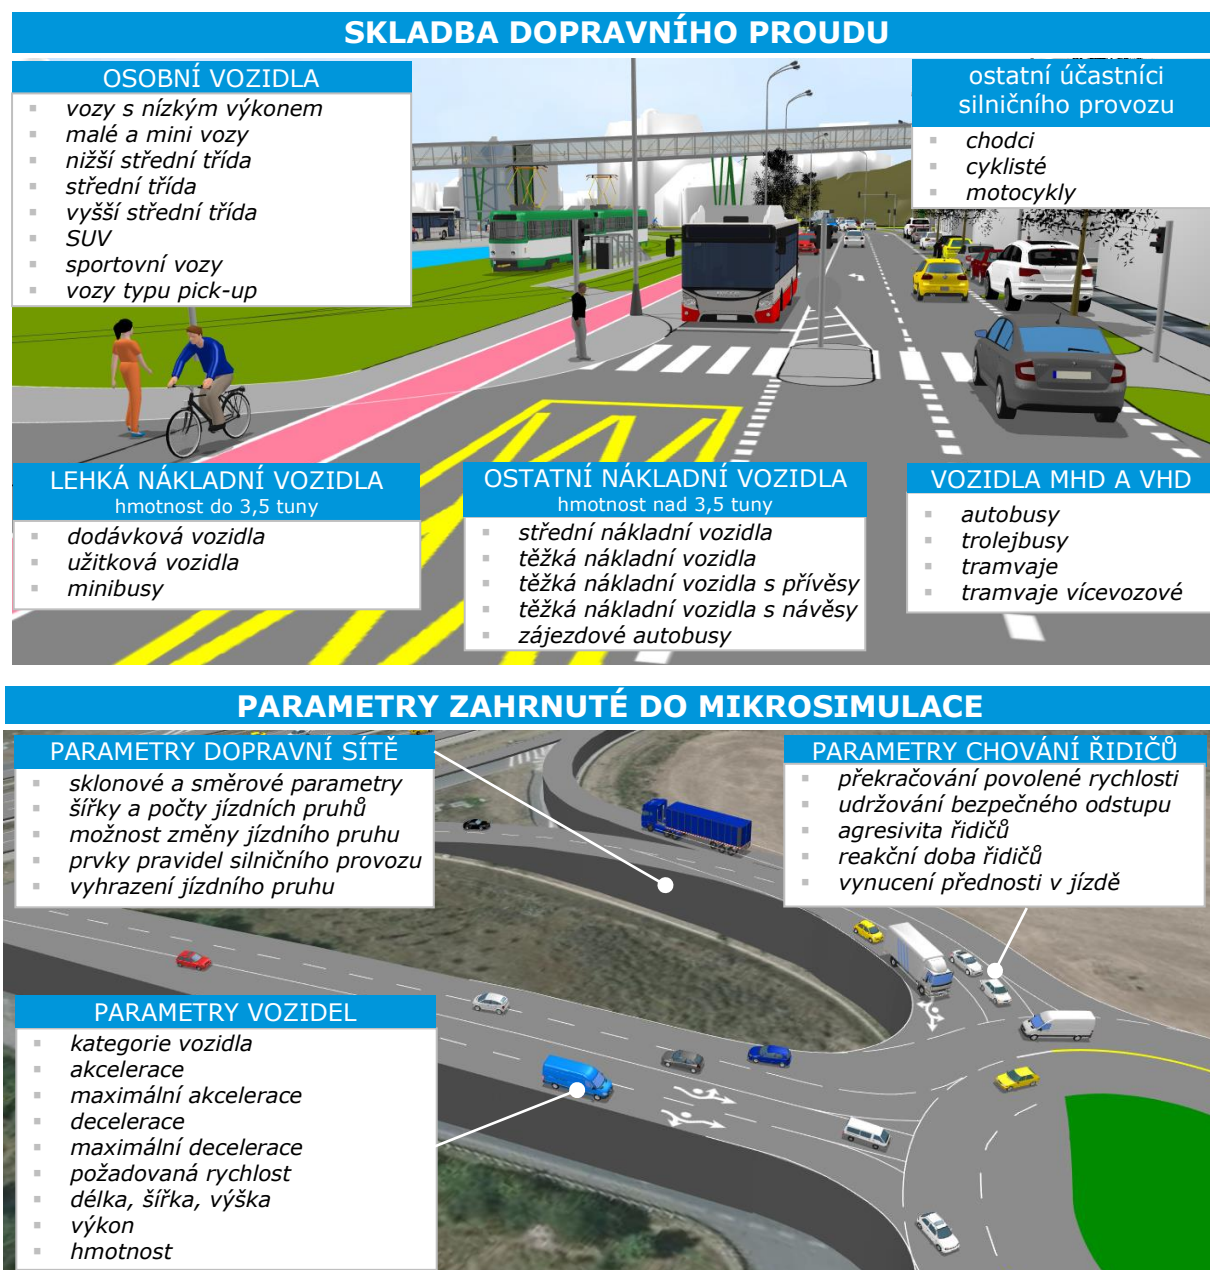 SKLADBA DOPRAVNÍHO PROUDU
OSOBNÍ VOZIDLA
vozy s nízkým výkonem
malé a mini vozy
nižší střední třída
střední třída
vyšší střední třída
SUV
sportovní vozy
vozy typu pick-up
ostatní účastníci
silničního provozu
chodci
cyklisté
motocykly
LEHKÁ NÁKLADNÍ VOZIDLA
hmotnost do 3,5 tuny
dodávková vozidla
užitková vozidla
minibusy
OSTATNÍ NÁKLADNÍ VOZIDLA
hmotnost nad 3,5 tuny
střední nákladní vozidla
těžká nákladní vozidla
těžká nákladní vozidla s přívěsy
těžká nákladní vozidla s návěsy
zájezdové autobusy
VOZIDLA MHD A VHD
autobusy
trolejbusy
tramvaje
tramvaje vícevozové
PARAMETRY ZAHRNUTÉ DO MIKROSIMULACE
PARAMETRY DOPRAVNÍ SÍTĚ
sklonové a směrové parametry
šířky a počty jízdních pruhů
možnost změny jízdního pruhu
prvky pravidel silničního provozu
vyhrazení jízdního pruhu
PARAMETRY CHOVÁNÍ ŘIDIČŮ
překračování povolené rychlosti
udržování bezpečného odstupu
agresivita řidičů
reakční doba řidičů
vynucení přednosti v jízdě
PARAMETRY VOZIDEL
kategorie vozidla
akcelerace
maximální akcelerace
decelerace
maximální decelerace
požadovaná rychlost
délka, šířka, výška
výkon
hmotnost